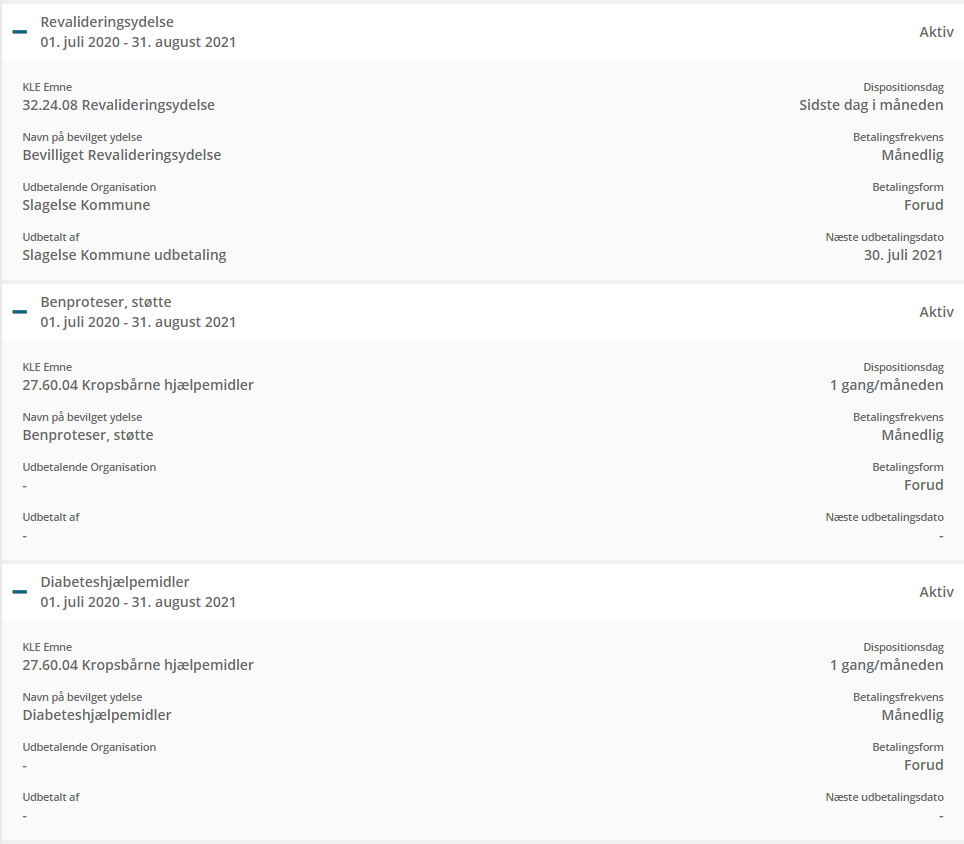 Revalideringsydelse
01. juli 2020 - 31. august 2021
Aktiv
KLE Emne
32.24.08 Revalideringsydelse
Dispositionsdag
Sidste dag i måneden
Navn på bevilget ydelse
Bevilliget Revalideringsydelse
Betalingsfrekvens
Månedlig
Udbetalende Organisation
Slagelse Kommune
Betalingsform
Forud
Udbetalt af
Slagelse Kommune udbetaling
Næste udbetalingsdato
30. juli 2021
Benproteser, støtte
01. juli 2020 - 31. august 2021
Aktiv
KLE Emne
27.60.04 Kropsbårne hjælpemidler
Dispositionsdag
1 gang/måneden
Navn på bevilget ydelse
Benproteser, støtte
Betalingsfrekvens
Månedlig
Udbetalende Organisation
-
Betalingsform
Forud
Udbetalt af
-
Næste udbetalingsdato
-
Diabeteshjælpemidler
01. juli 2020 - 31. august 2021
Aktiv
KLE Emne
27.60.04 Kropsbårne hjælpemidler
Dispositionsdag
1 gang/måneden
Navn på bevilget ydelse
Diabeteshjælpemidler
Betalingsfrekvens
Månedlig
Udbetalende Organisation
-
Betalingsform
Forud
Udbetalt af
-
Næste udbetalingsdato
-